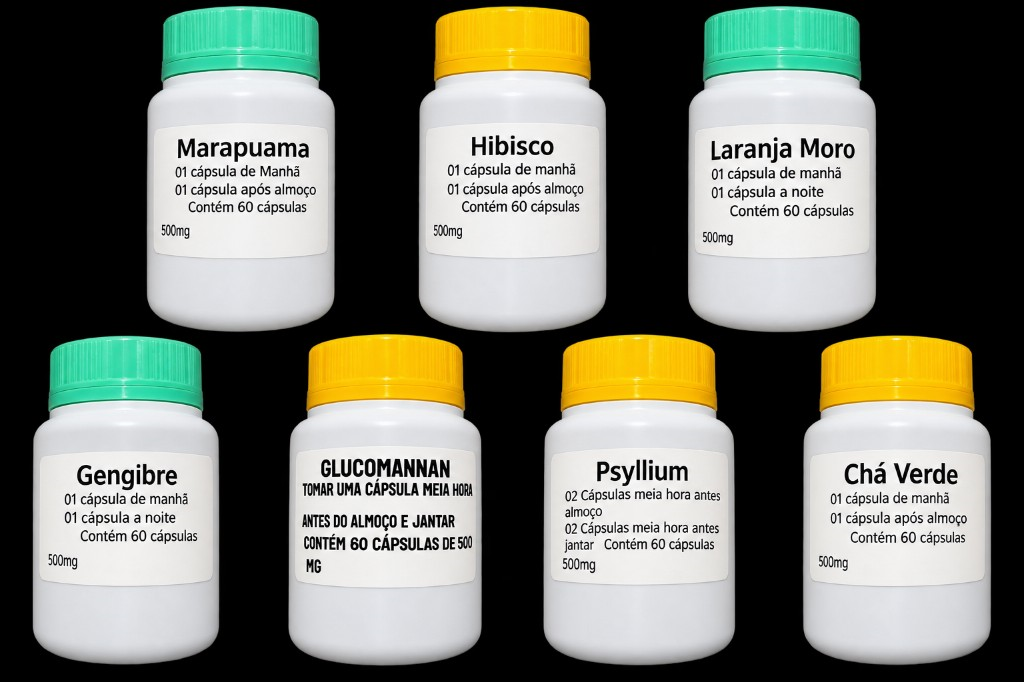 Marapuama
01 cápsula de Manhã
01 cápsula após almoço
Contém 60 cápsulas
500mg
Hibisco
01 cápsula de manhã
01 cápsula após almoço
Contém 60 cápsulas
500mg
Laranja Moro
01 cápsula de manhã
01 cápsula a noite
Contém 60 cápsulas
500mg
Gengibre
01 cápsula de manhã
01 cápsula a noite
Contém 60 cápsulas
500mg
GLUCOMANNAN
TOMAR UMA CÁPSULA MEIA HORA
ANTES DO ALMOÇO E JANTAR
CONTÉM 60 CÁPSULAS DE 500
MG
Psyllium
02 Cápsulas meia hora antes
almoço
02 Cápsulas meia hora antes
jantar Contém 60 cápsulas
500mg
Chá Verde
01 cápsula de manhã
01 cápsula após almoço
Contém 60 cápsulas
500mg